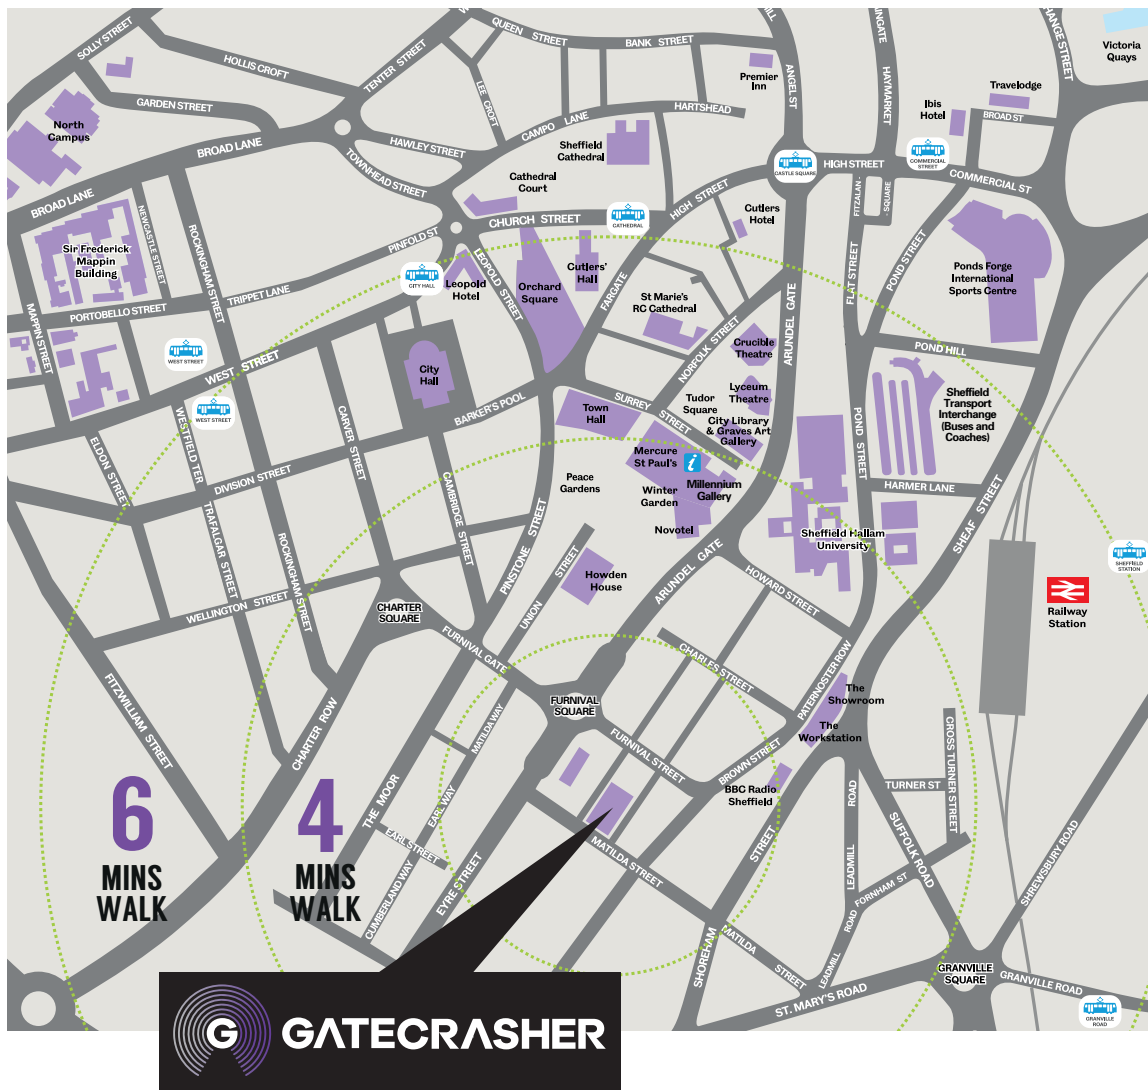 SOLLY STREET
HOLLIS CROFT
TENTER STREET
W
QUEEN STREET
BANK STREET
HILL
INGATE
HANGE STREET
Victoria
Quays
LEE CROFT
Premier
Inn
ANGEL ST
HAYMARKET
Travelodge
GARDEN STREET
North
Campus
HARTSHEAD
CAMPO LANE
Ibis
Hotel
BROAD ST
BROAD LANE
HAWLEY STREET
Sheffield
Cathedral
HIGH STREET
COMMERCIAL
STREET
COMMERCIAL ST
CASTLE SQUARE
TOWNHEAD STREET
Cathedral
Court
BROAD LANE
NEWCASTLE STREET
HIGH STREET
FITZALAN -
- SQUARE
CHURCH STREET
CATHEDRAL
Cutlers
Hotel
ROCKINGHAM STREET
PINFOLD ST
Sir Frederick
Mappin
Building
LEOPOLD STREET
Cutlers'
Hall
FARGATE
FLAT STREET
POND STREET
Ponds Forge
International
Sports Centre
CITY HALL
Leopold
Hotel
Orchard
Square
TRIPPET LANE
PORTOBELLO STREET
MAPPIN STREET
St Marie's
RC Cathedral
ARUNDEL GATE
NORFOLK STREET
Crucible
Theatre
POND HILL
WEST STREET
WEST STREET
City
Hall
Lyceum
Theatre
Sheffield
Transport
Interchange
(Buses and
Coaches)
WEST STREET
WESTFIELD TER
CARVER STREET
BARKER'S POOL
Town
Hall
SURREY STREET
Tudor
Square
City Library
& Graves Art
Gallery
POND STREET
ELDON STREET
DIVISION STREET
Mercure
St Paul's
i
Peace
Gardens
Winter
Garden
Millennium
Gallery
HARMER LANE
CAMBRIDGE STREET
TRAFALGAR STREET
ROCKINGHAM STREET
Novotel
Sheffield Hallam
University
SHEAF STREET
PINSTONE STREET
UNION STREET
ARUNDEL GATE
SHEFFIELD
STATION
Howden
House
HOWARD STREET
Railway
Station
WELLINGTON STREET
CHARTER
SQUARE
FURNIVAL GATE
CHARLES STREET
PATERNOSTER ROW
FITZWILLIAM STREET
FURNIVAL
SQUARE
The
Showroom
The
Workstation
MATILDA WAY
CHARTER ROW
FURNIVAL STREET
BROWN STREET
CROSS TURNER STREET
BBC Radio
Sheffield
TURNER ST
THE MOOR
EARL WAY
LEADMILL ROAD
SUFFOLK ROAD
SHREWSBURY ROAD
6
MINS
WALK
4
MINS
WALK
EARL STREET
MATILDA STREET
STREET
FORNHAM ST
CUMBERLAND WAY
EYRE STREET
SHOREHAM
MATILDA STREET
LEADMILL ROAD
GRANVILLE
SQUARE
GRANVILLE ROAD
ST. MARY'S ROAD
GRANVILLE
ROAD
G GATECRASHER